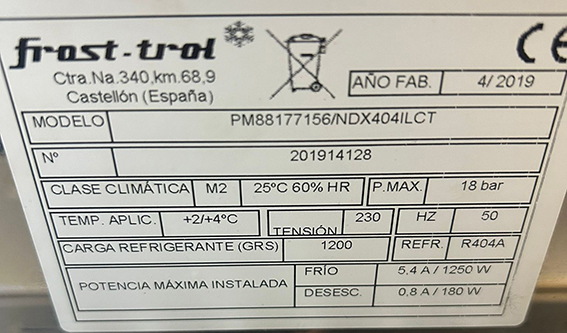 frost-trol
CE
Ctra.Na.340,km.68,9
Castellón (España)
AÑO FAB. 4/2019
MODELO PM88177156/NDX404ILCT
Nº 201914128
CLASE CLIMÁTICA M2 25ºC 60% HR P.MAX. 18 bar
TEMP. APLIC. +2/+4ºC TENSIÓN 230 HZ 50
CARGA REFRIGERANTE (GRS) 1200 REFR. R404A
POTENCIA MÁXIMA INSTALADA FRÍO 5,4 A / 1250 W
DESESC. 0,8 A / 180 W